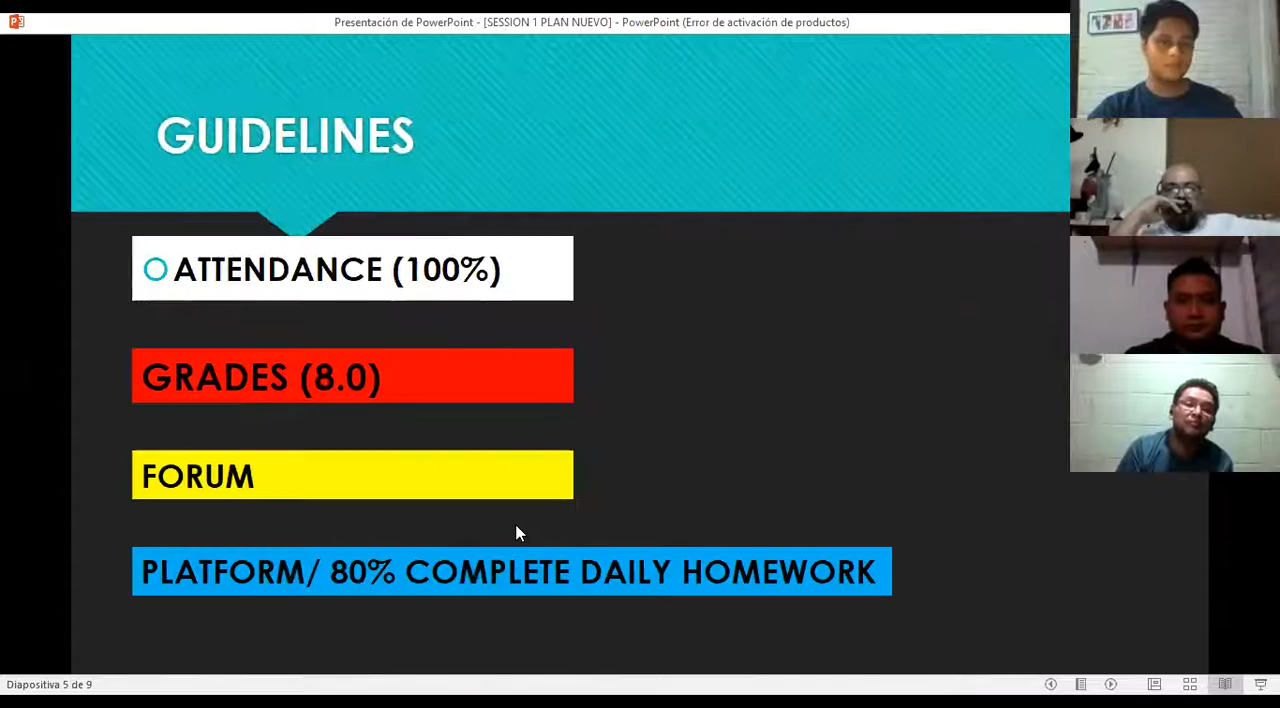 Presentación de PowerPoint - [SESSION 1 PLAN NUEVO] - PowerPoint (Error de activación de productos)
GUIDELINES
ATTENDANCE (100%)
GRADES (8.0)
FORUM
PLATFORM/ 80% COMPLETE DAILY HOMEWORK
Diapositiva 5 de 9